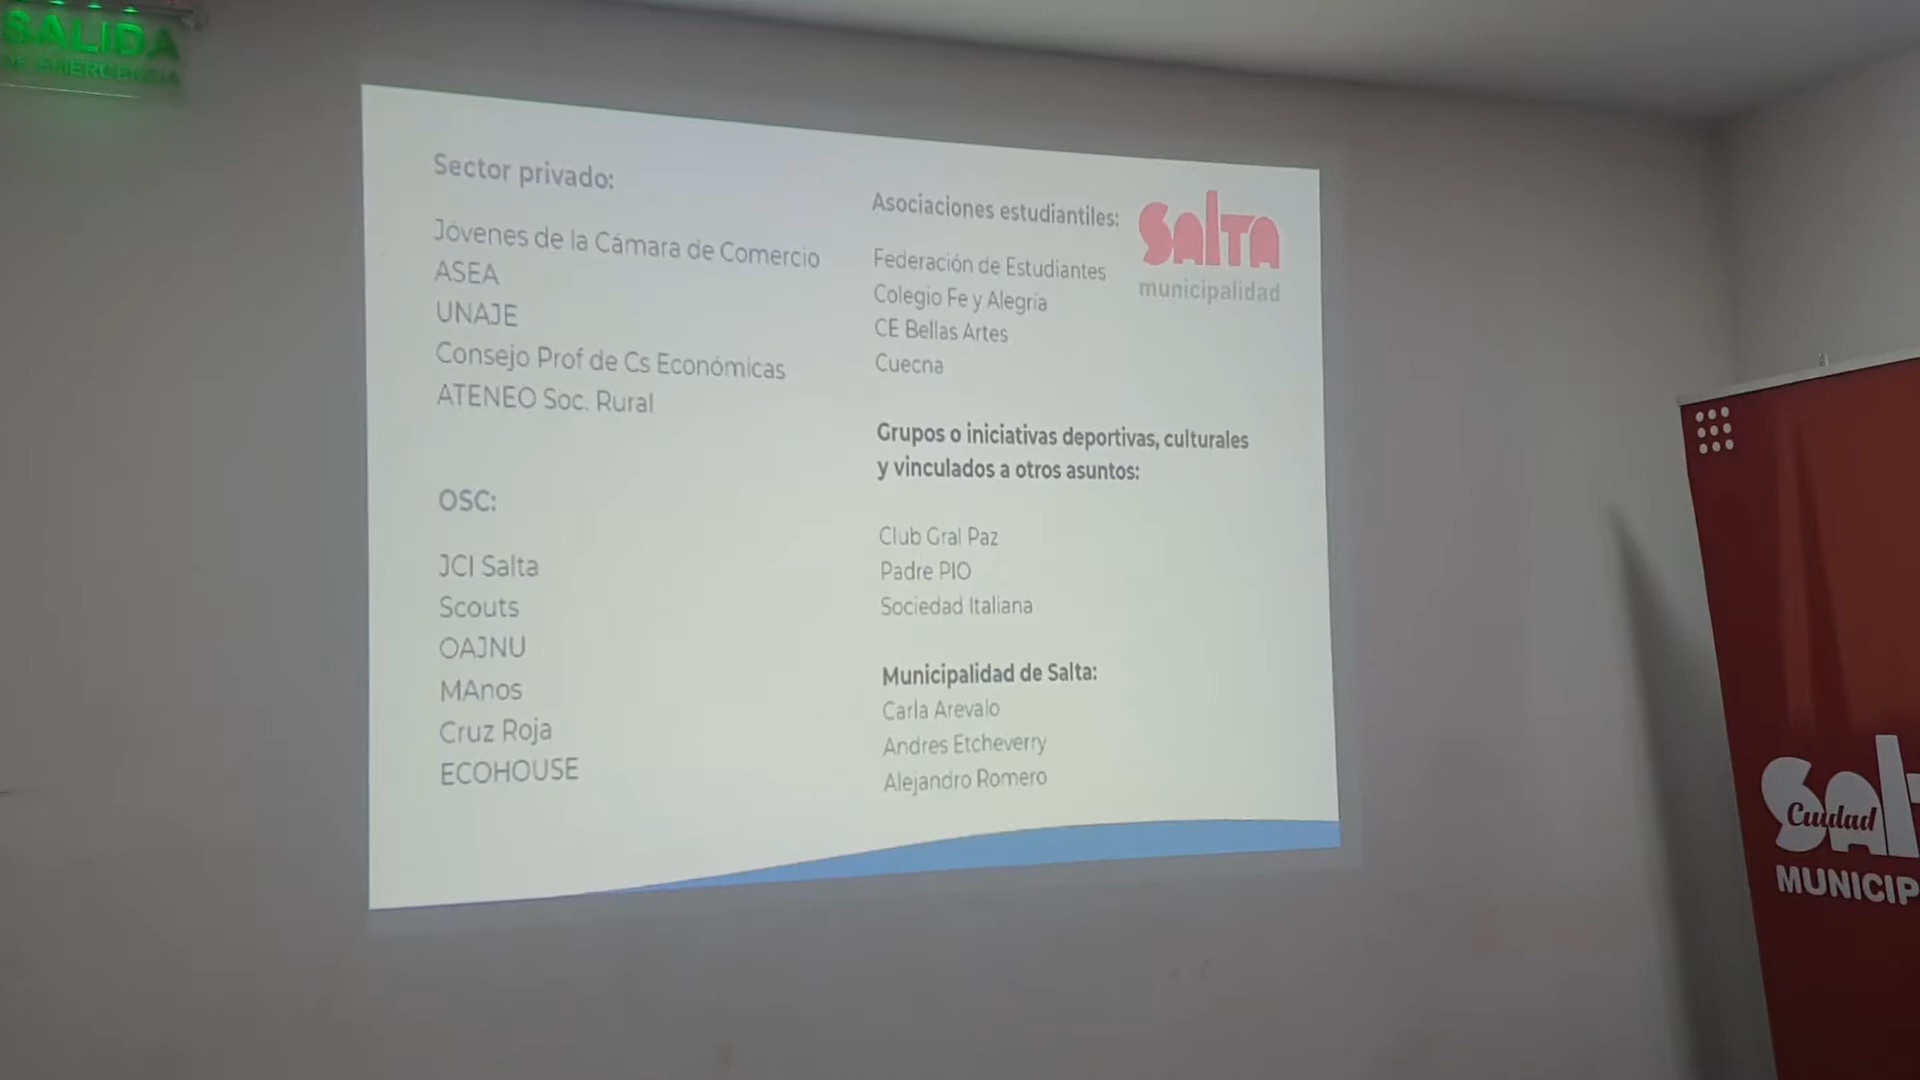 SALIDA
DE EMERGENCIA
Sector privado:
Jóvenes de la Cámara de Comercio
ASEA
UNAJE
Consejo Prof de Cs Económicas
ATENEO Soc. Rural
OSC:
JCI Salta
Scouts
OAJNU
MAnos
Cruz Roja
ECOHOUSE
Asociaciones estudiantiles:
Federación de Estudiantes
Colegio Fe y Alegría
CE Bellas Artes
Cuecna
Grupos o iniciativas deportivas, culturales
y vinculados a otros asuntos:
Club Gral Paz
Padre PIO
Sociedad Italiana
Municipalidad de Salta:
Carla Arevalo
Andres Etcheverry
Alejandro Romero
SALTA
municipalidad
Salt
Ciudad
MUNICIP